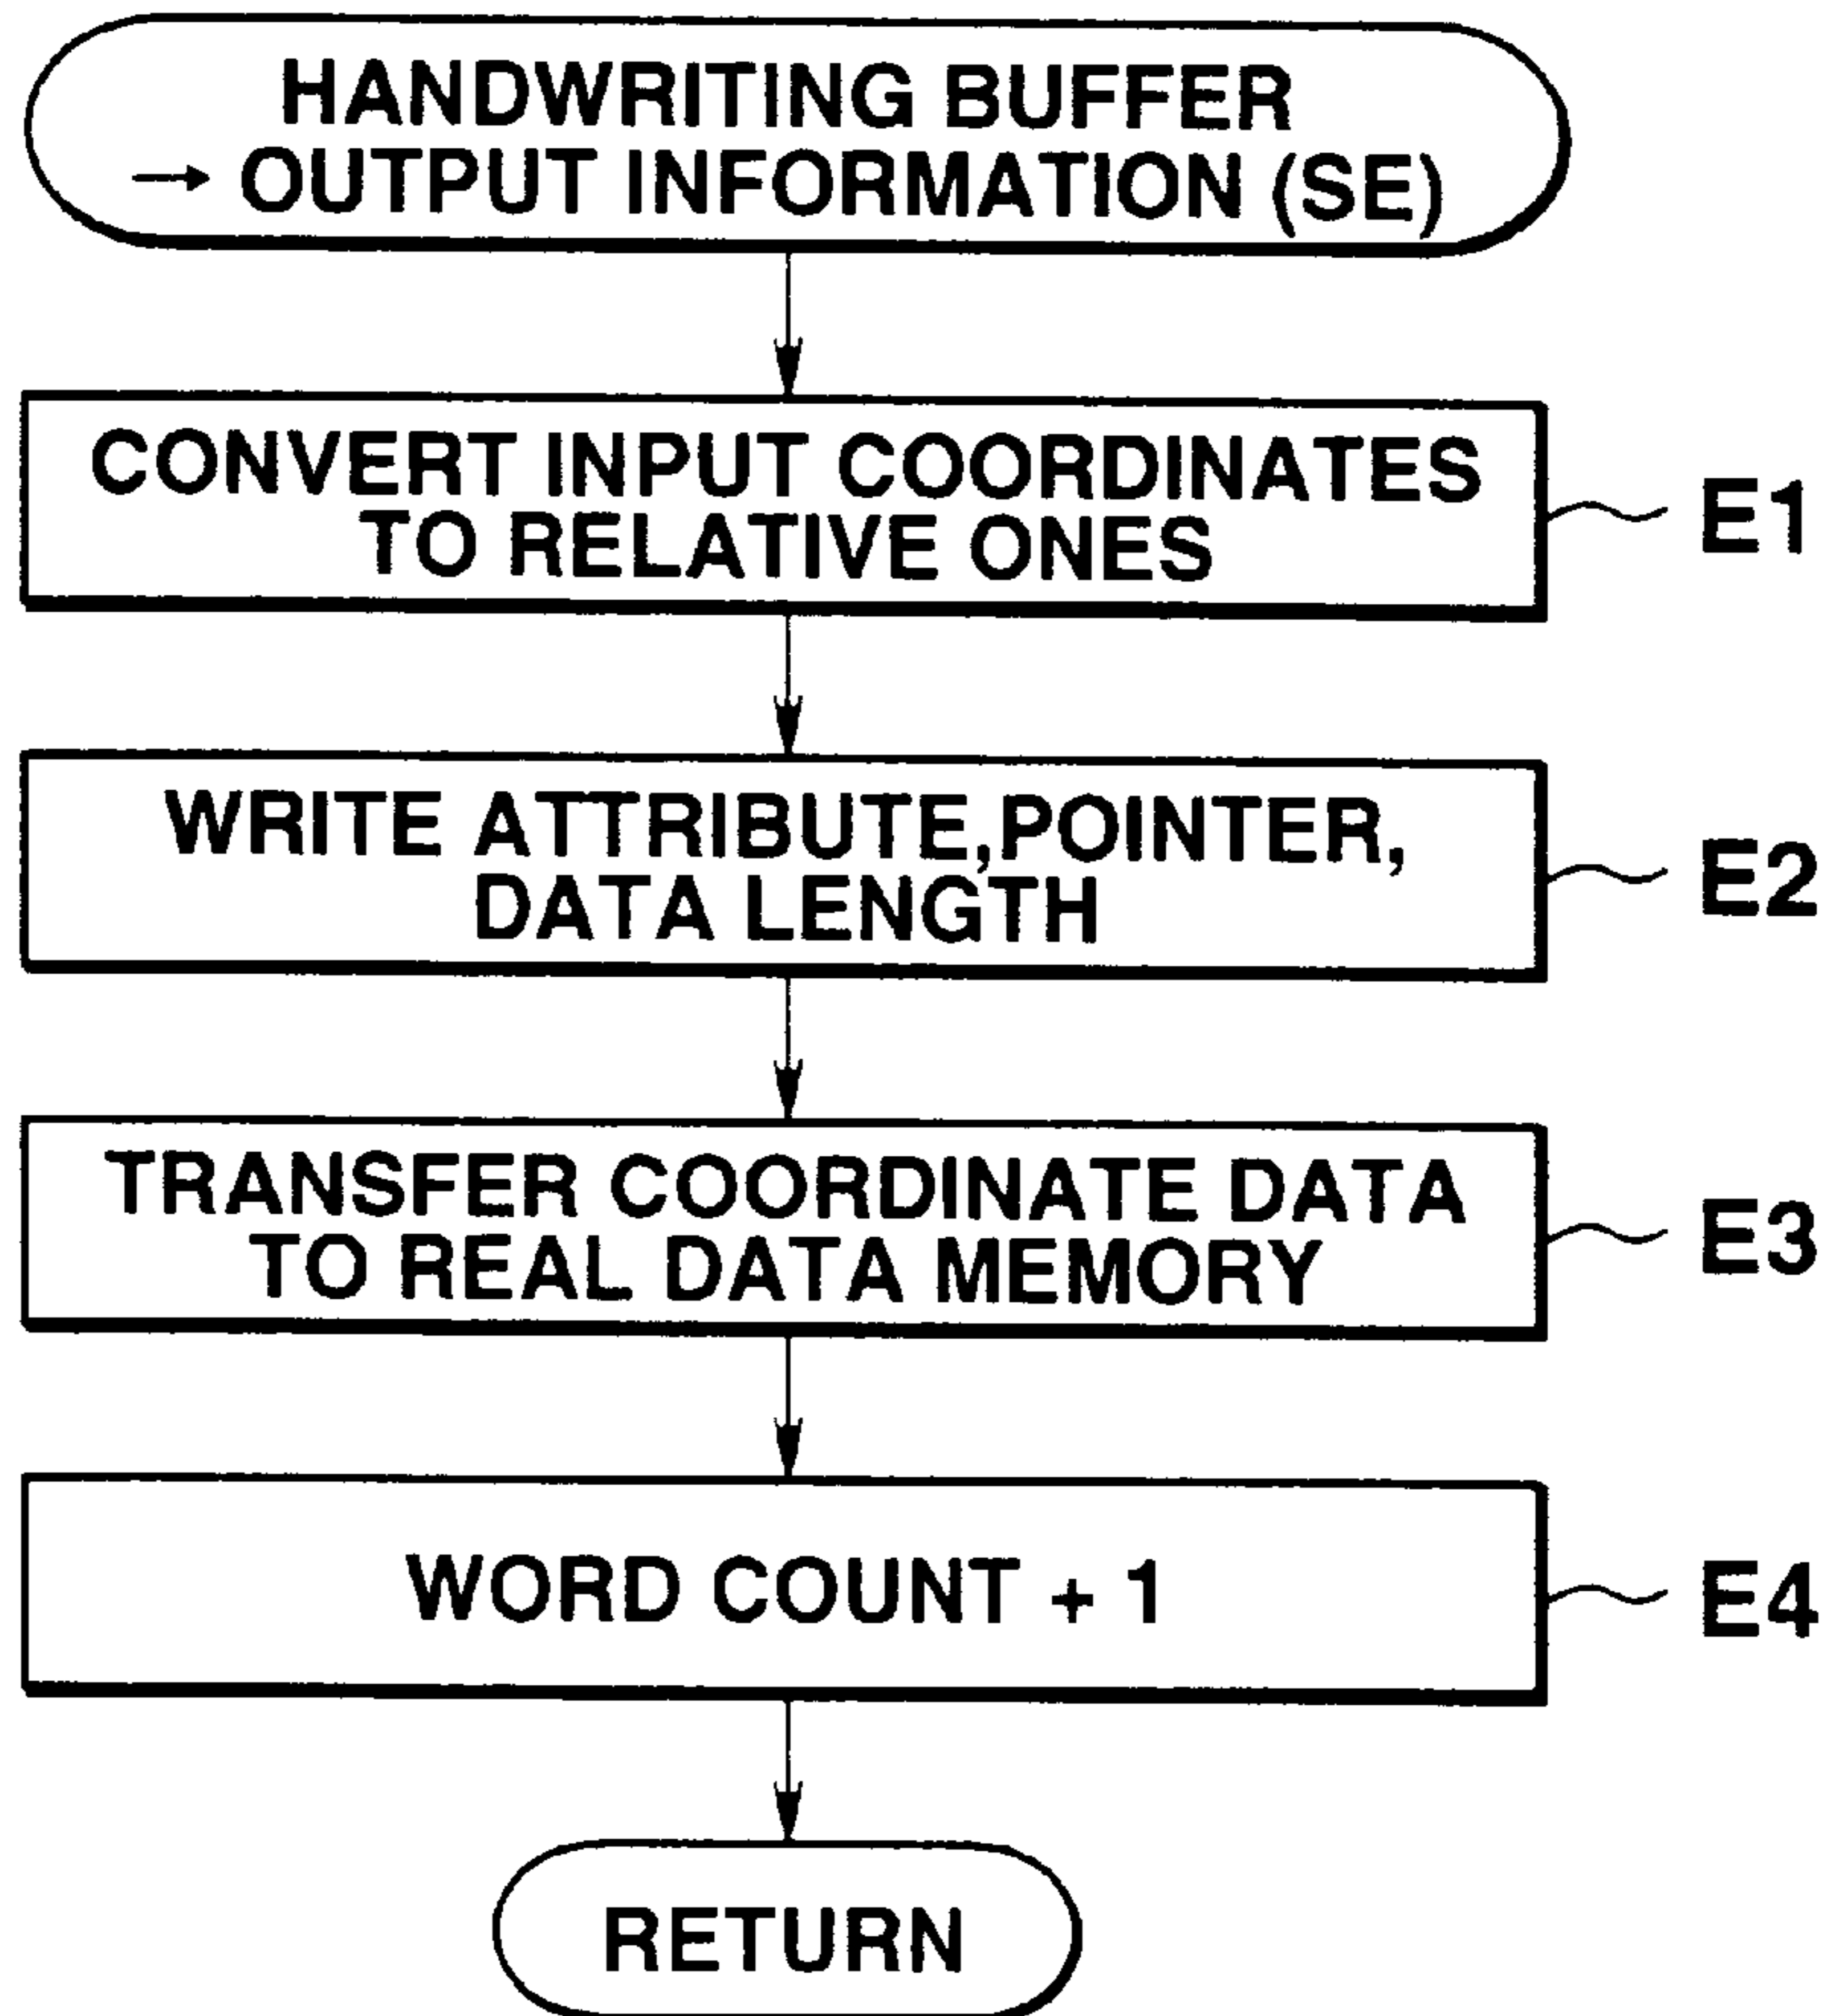 HANDWRITING BUFFER
→ OUTPUT INFORMATION (SE)
CONVERT INPUT COORDINATES
TO RELATIVE ONES
E1
WRITE ATTRIBUTE, POINTER,
DATA LENGTH
E2
TRANSFER COORDINATE DATA
TO REAL DATA MEMORY
E3
WORD COUNT + 1
E4
RETURN